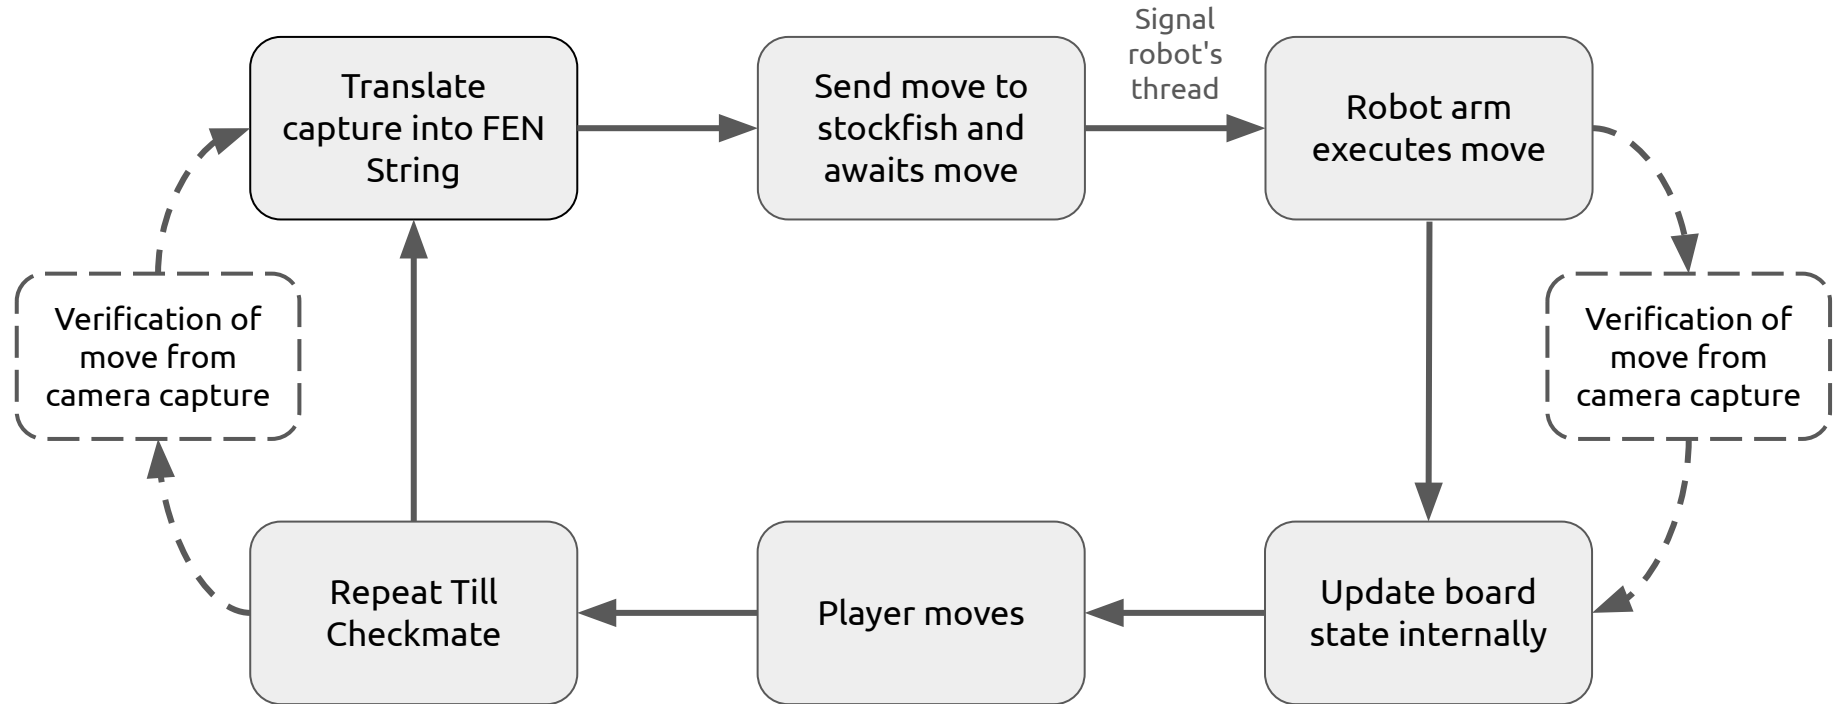 Signal
robot's
thread
Translate
capture into FEN
String
Send move to
stockfish and
awaits move
Robot arm
executes move
Verification of
move from
camera capture
Verification of
move from
camera capture
Repeat Till
Checkmate
Player moves
Update board
state internally